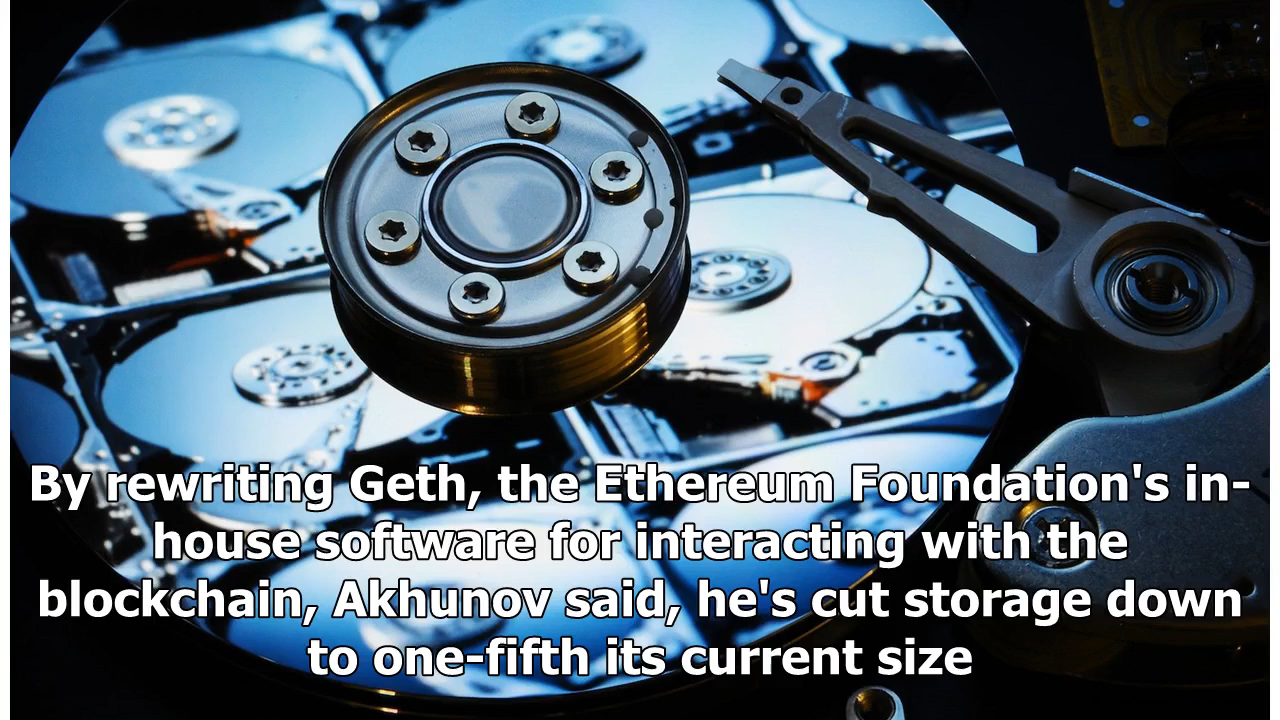 By rewriting Geth, the Ethereum Foundation's in-
house software for interacting with the
blockchain, Akhunov said, he's cut storage down
to one-fifth its current size